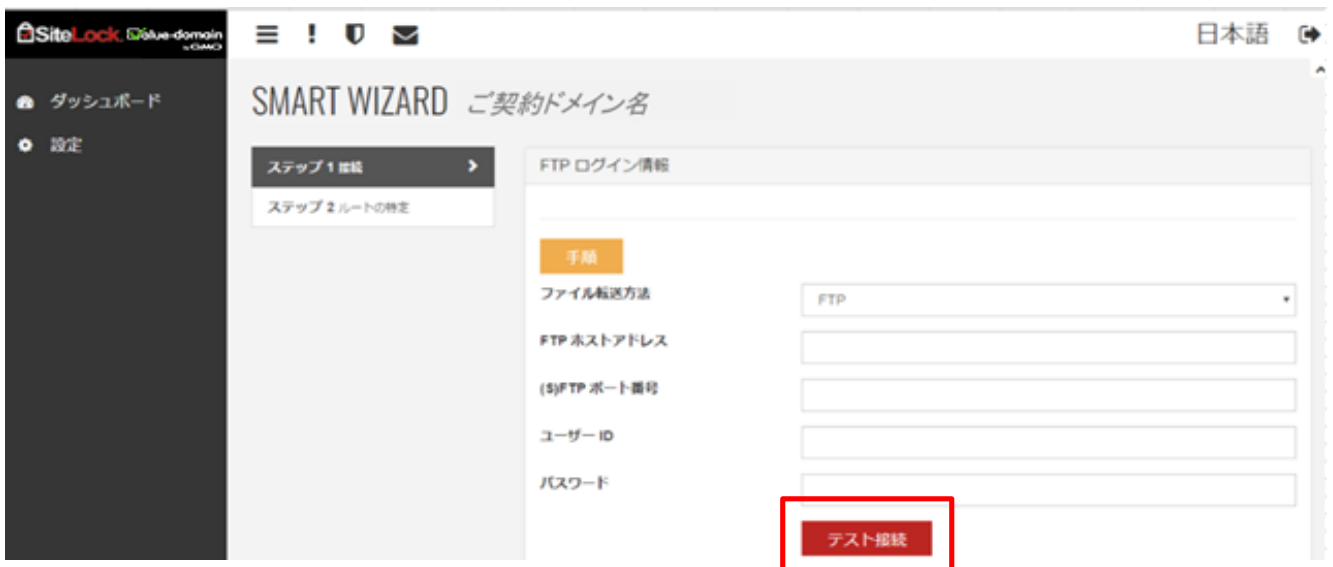 SiteLock. Value-domain
by GMO
日本語
ダッシュボード
設定
SMART WIZARD ご契約ドメイン名
ステップ 1 接続
ステップ 2 ルートの特定
FTP ログイン情報
手順
ファイル転送方法
FTP
FTP ホストアドレス
(S)FTP ポート番号
ユーザー ID
パスワード
テスト接続